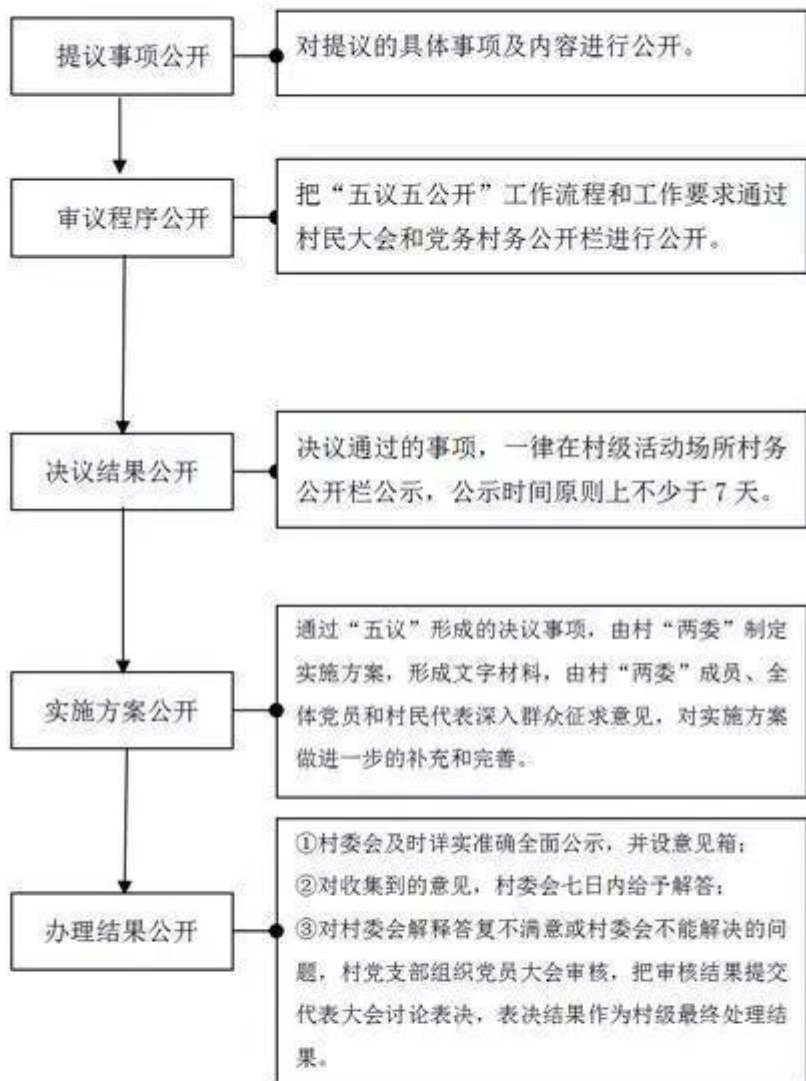 提议事项公开
对提议的具体事项及内容进行公开。
审议程序公开
把“五议五公开”工作流程和工作要求通过
村民大会和党务村务公开栏进行公开。
决议结果公开
决议通过的事项，一律在村级活动场所村务
公开栏公示，公示时间原则上不少于 7 天。
实施方案公开
通过“五议”形成的决议事项，由村“两委”制定
实施方案，形成文字材料，由村“两委”成员、全
体党员和村民代表深入群众征求意见，对实施方案
做进一步的补充和完善。
办理结果公开
①村委会及时详实准确全面公示，并设意见箱；
②对收集到的意见，村委会七日内给予解答；
③对村委会解释答复不满意或村委会不能解决的问
题，村党支部组织党员大会审核，把审核结果提交
代表大会讨论表决，表决结果作为村级最终处理结
果。